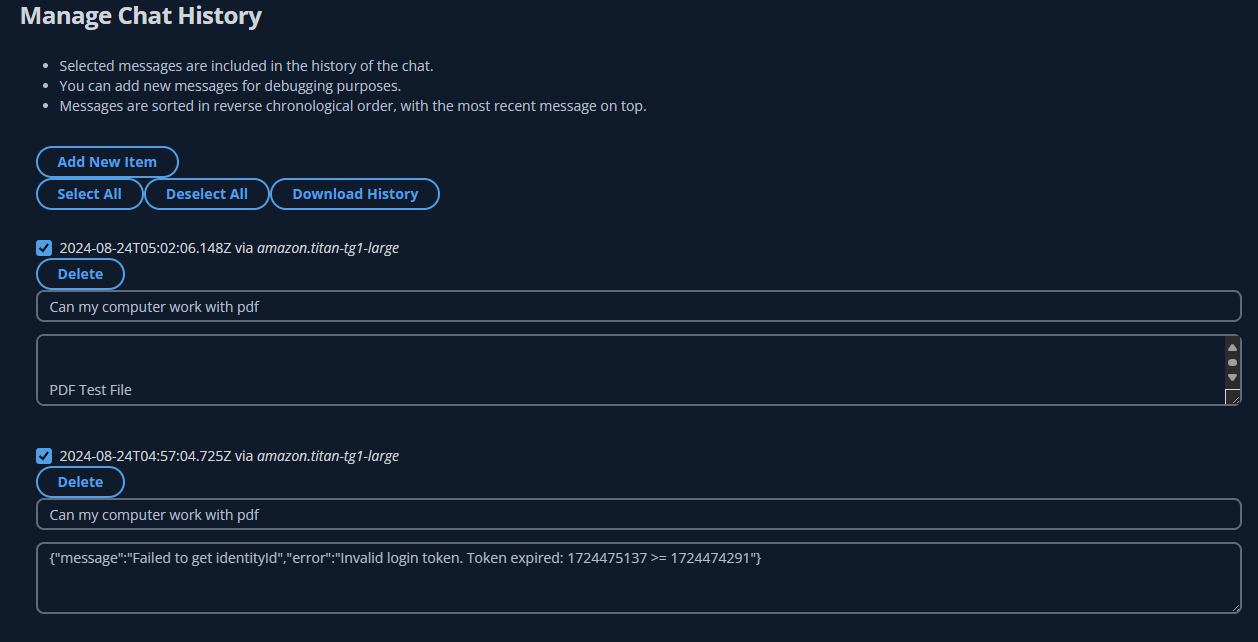 Manage Chat History
Selected messages are included in the history of the chat.
You can add new messages for debugging purposes.
Messages are sorted in reverse chronological order, with the most recent message on top.
Add New Item
Select All Deselect All Download History
2024-08-24T05:02:06.148Z via amazon.titan-tg1-large
Delete
Can my computer work with pdf
PDF Test File
2024-08-24T04:57:04.725Z via amazon.titan-tg1-large
Delete
Can my computer work with pdf
{"message":"Failed to get identityId","error":"Invalid login token. Token expired: 1724475137 >= 1724474291"}